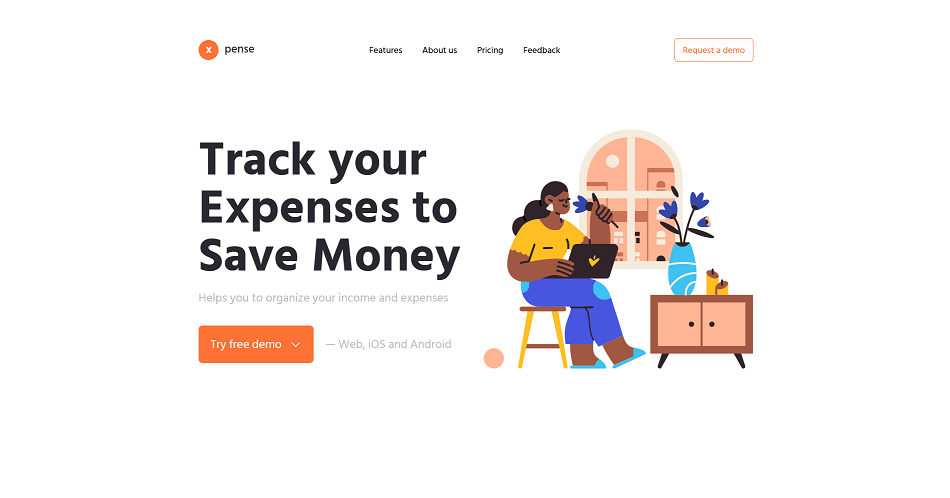 x pense
Features About us Pricing Feedback
Request a demo
Track your
Expenses to
Save Money
Helps you to organize your income and expenses
Try free demo
— Web, iOS and Android